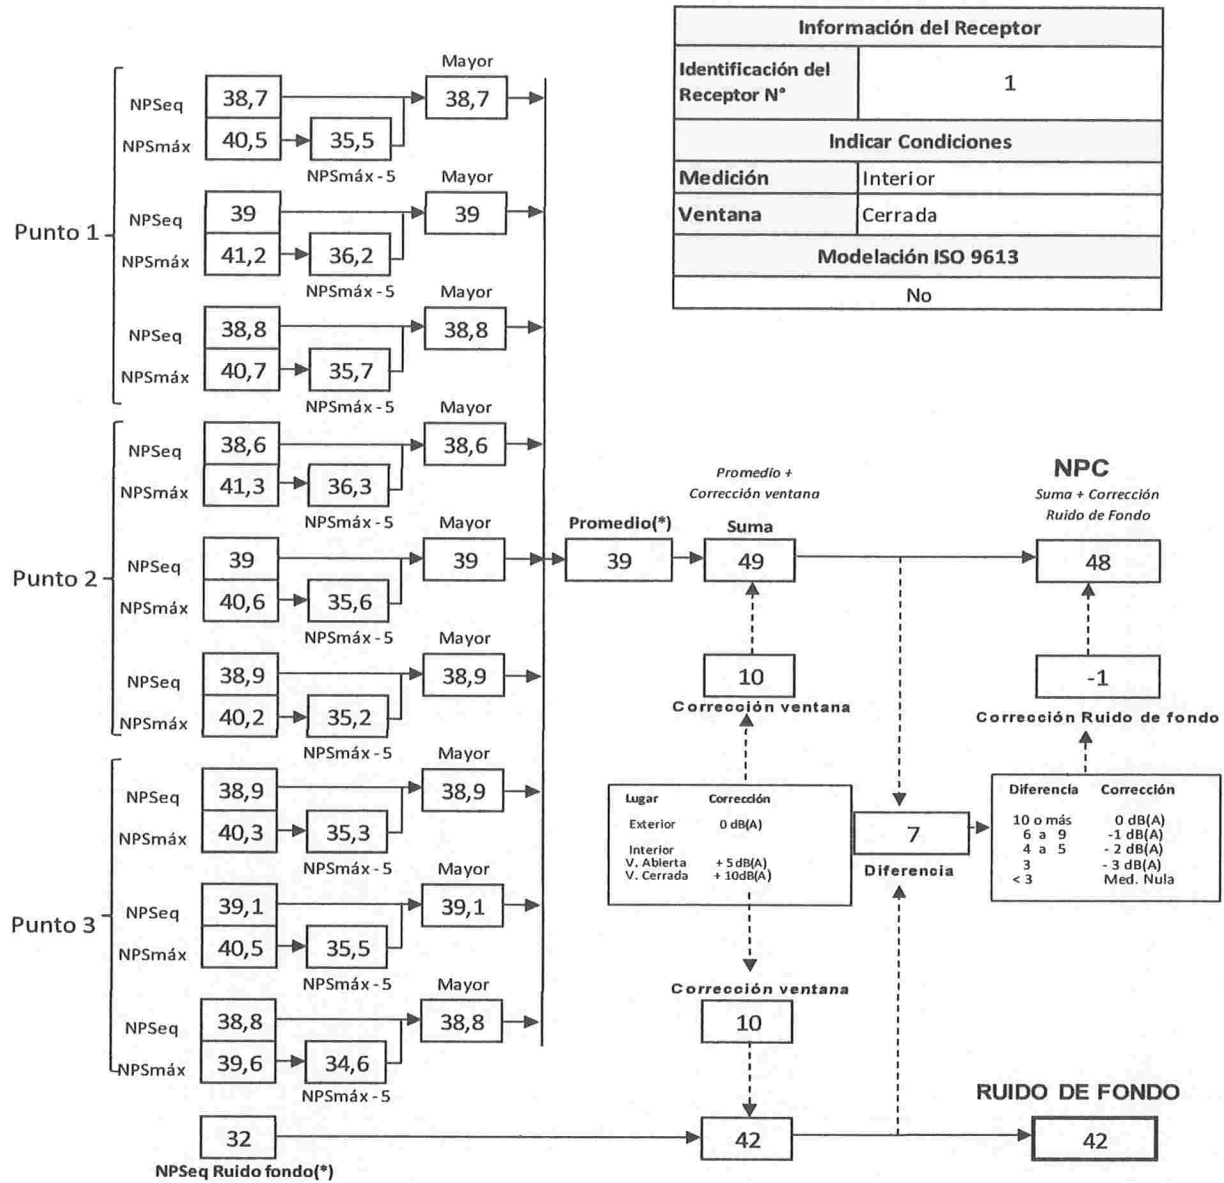 Información del Receptor
Identificación del Receptor N°
1
Indicar Condiciones
Medición
Interior
Ventana
Cerrada
Modelación ISO 9613
No
Punto 1
Mayor
NPSeq
38,7
38,7
NPSmáx
40,5
35,5
NPSmáx - 5
Mayor
NPSeq
39
39
NPSmáx
41,2
36,2
NPSmáx - 5
Mayor
NPSeq
38,8
38,8
NPSmáx
40,7
35,7
NPSmáx - 5
Punto 2
Mayor
NPSeq
38,6
38,6
NPSmáx
41,3
36,3
NPSmáx - 5
Mayor
NPSeq
39
39
NPSmáx
40,6
35,6
NPSmáx - 5
Mayor
NPSeq
38,9
38,9
NPSmáx
40,2
35,2
NPSmáx - 5
Punto 3
Mayor
NPSeq
38,9
38,9
NPSmáx
40,3
35,3
NPSmáx - 5
Mayor
NPSeq
39,1
39,1
NPSmáx
40,5
35,5
NPSmáx - 5
Mayor
NPSeq
38,8
38,8
NPSmáx
39,6
34,6
NPSmáx - 5
32
NPSeq Ruido fondo(*)
Promedio(*)
39
Promedio +
Corrección ventana
Suma
49
10
Corrección ventana
NPC
Suma + Corrección
Ruido de Fondo
48
-1
Corrección Ruido de fondo
Lugar Corrección
Exterior 0 dB(A)
Interior
V. Abierta + 5 dB(A)
V. Cerrada + 10dB(A)
7
Diferencia
Diferencia Corrección
10 o más 0 dB(A)
6 a 9 -1 dB(A)
4 a 5 - 2 dB(A)
3 - 3 dB(A)
< 3 Med. Nula
Corrección ventana
10
42
RUIDO DE FONDO
42